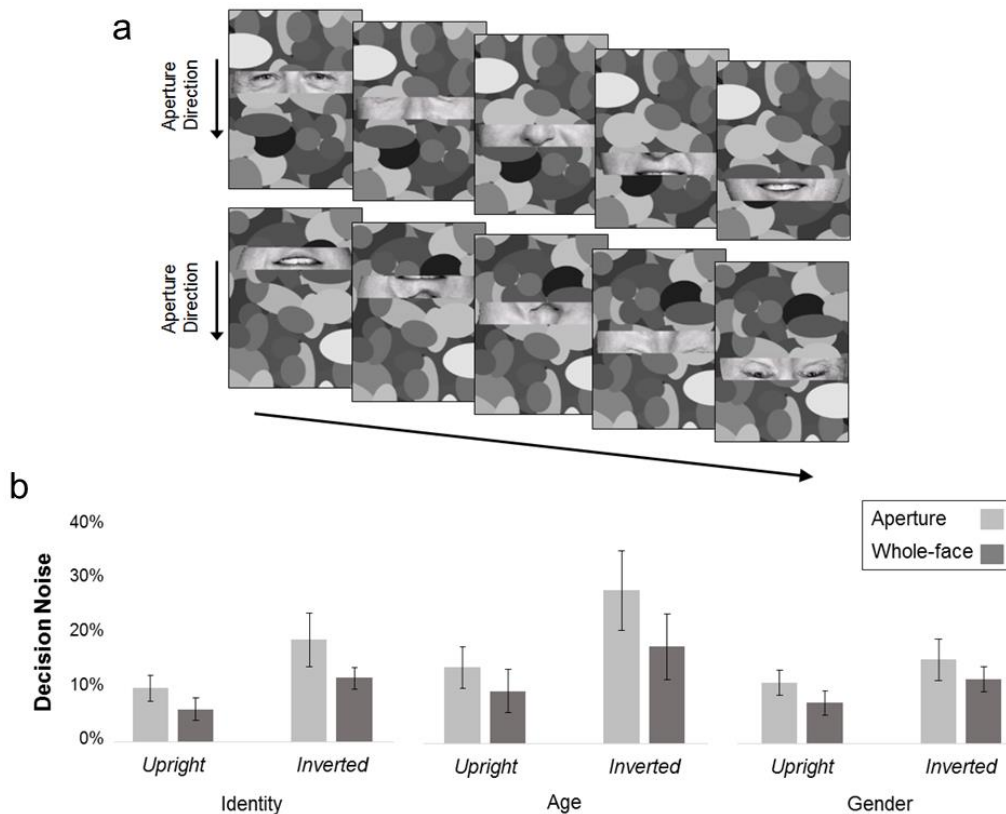 a
Aperture
Direction
Aperture
Direction
b
Decision Noise
40%
30%
20%
10%
0%
Aperture
Whole-face
Upright
Inverted
Upright
Inverted
Upright
Inverted
Identity
Age
Gender